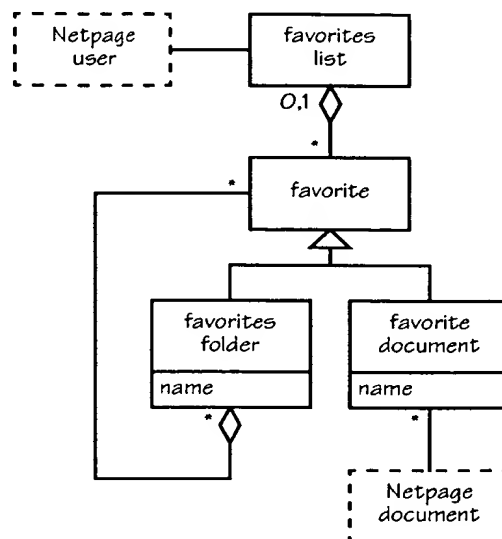 Netpage
user
favorites
list
0,1
*
*
favorite
favorites
folder
name
*
favorite
document
name
*
Netpage
document